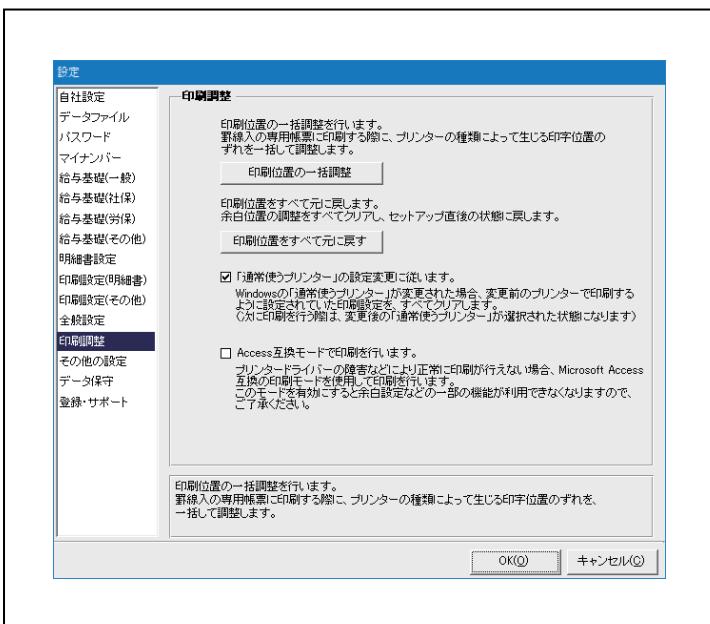 設定
自社設定
データファイル
パスワード
マイナンバー
給与基礎(一般)
給与基礎(社保)
給与基礎(労保)
給与基礎(その他)
明細書設定
印刷設定(明細書)
印刷設定(その他)
全般設定
印刷調整
その他の設定
データ保守
登録・サポート
印刷調整
印刷位置の一括調整を行います。
罫線入の専用帳票に印刷する際に、プリンターの種類によって生じる印字位置の
ずれを一括して調整します。
印刷位置の一括調整
印刷位置をすべて元に戻します。
余白位置の調整をすべてクリアし、セットアップ直後の状態に戻します。
印刷位置をすべて元に戻す
「通常使うプリンター」の設定変更に従います。
Windowsの「通常使うプリンター」が変更された場合、変更前のプリンターで印刷する
ように設定されていた印刷設定を、すべてクリアします。
(次に印刷を行う際は、変更後の「通常使うプリンター」が選択された状態になります)
Access互換モードで印刷を行います。
プリンタードライバーの障害などにより正常に印刷が行えない場合、Microsoft Access
互換の印刷モードを使用して印刷を行います。
このモードを有効にすると余白設定などの一部の機能が利用できなくなりますので、
ご了承ください。
印刷位置の一括調整を行います。
罫線入の専用帳票に印刷する際に、プリンターの種類によって生じる印字位置のずれを、
一括して調整します。
OK(O)
キャンセル(C)